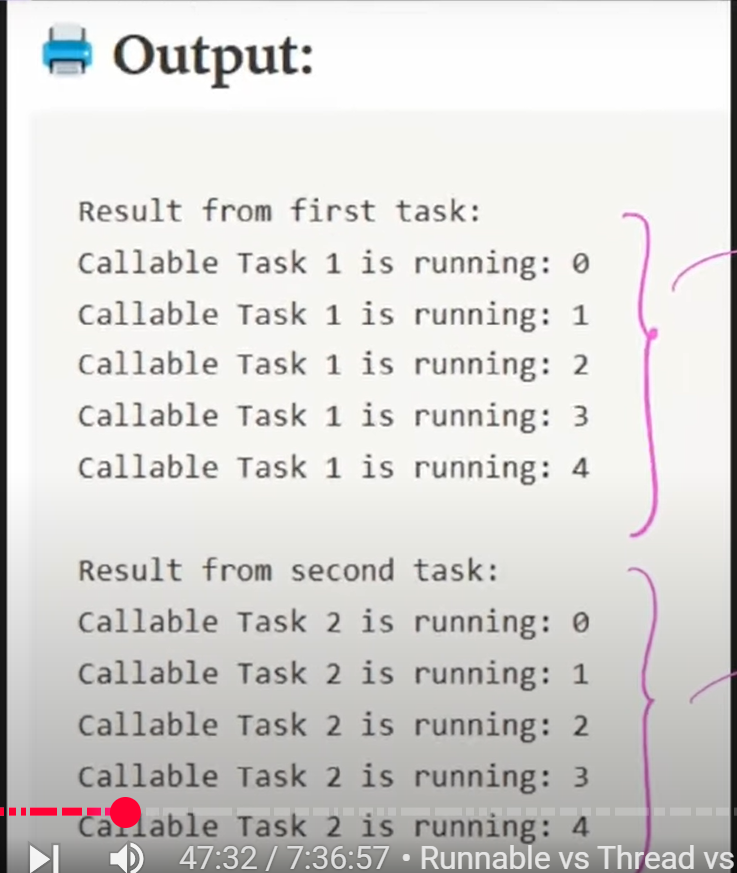 Output:
Result from first task:
Callable Task 1 is running: 0
Callable Task 1 is running: 1
Callable Task 1 is running: 2
Callable Task 1 is running: 3
Callable Task 1 is running: 4
Result from second task:
Callable Task 2 is running: 0
Callable Task 2 is running: 1
Callable Task 2 is running: 2
Callable Task 2 is running: 3
Callable Task 2 is running: 4
47:32 / 7:36:57 • Runnable vs Thread vs